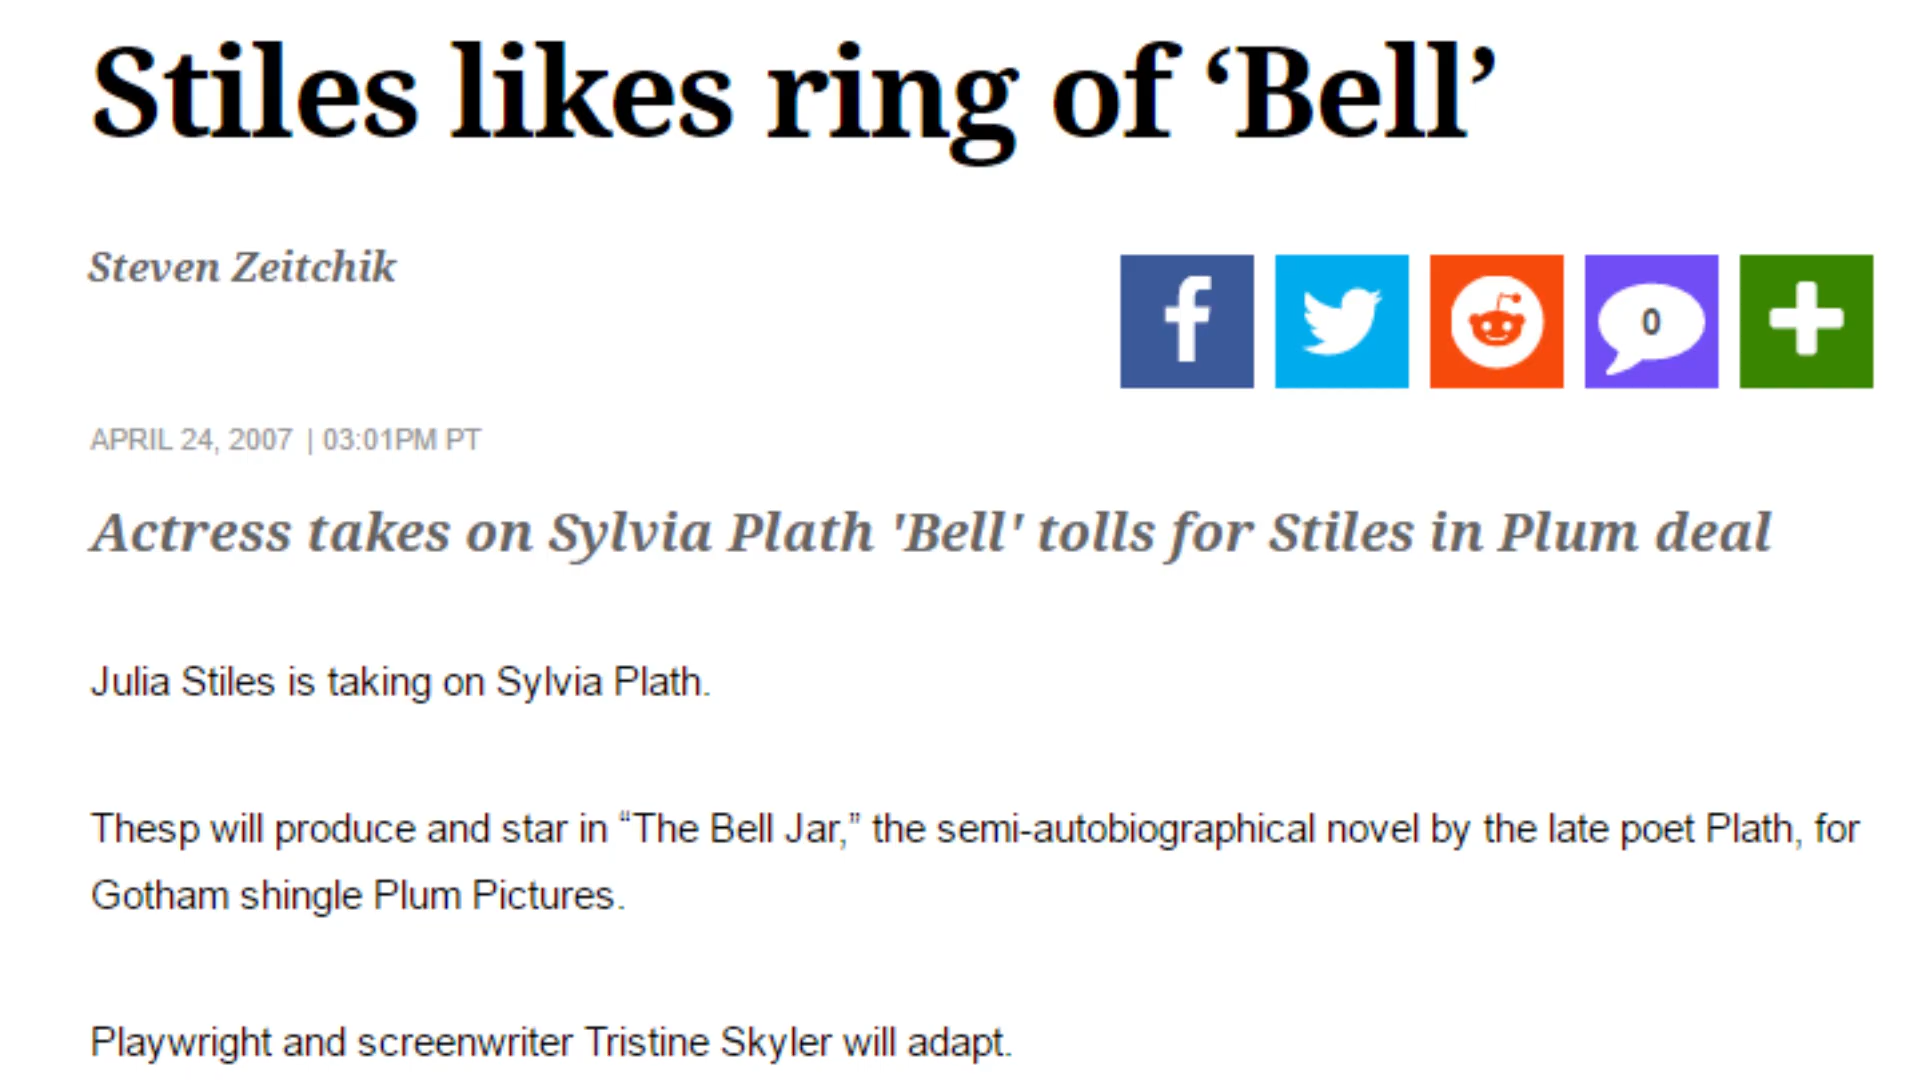 Stiles likes ring of ‘Bell’
Steven Zeitchik
f
0
APRIL 24, 2007 | 03:01PM PT
Actress takes on Sylvia Plath 'Bell' tolls for Stiles in Plum deal
Julia Stiles is taking on Sylvia Plath.
Thesp will produce and star in “The Bell Jar,” the semi-autobiographical novel by the late poet Plath, for
Gotham shingle Plum Pictures.
Playwright and screenwriter Tristine Skyler will adapt.